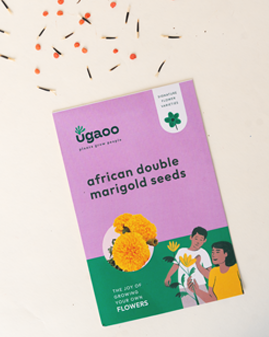 SIGNATURE
FLOWER
VARIETIES
ugaoo
plants grow people
african double
marigold seeds
THE JOY OF
GROWING
YOUR OWN
FLOWERS